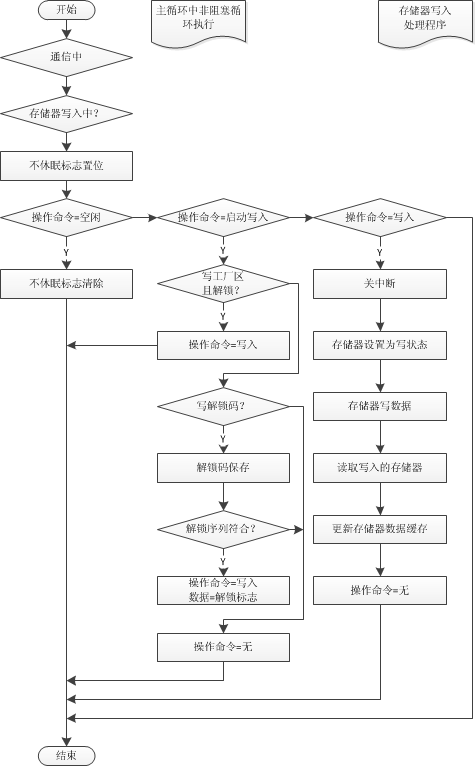 开始
主循环中非阻塞循
环执行
存储器写入
处理程序
通信中
存储器写入中？
不休眠标志置位
操作命令=空闲
操作命令=启动写入
操作命令=写入
Y
Y
Y
不休眠标志清除
写工厂区
且解锁？
关中断
Y
操作命令=写入
存储器设置为写状态
写解锁码？
存储器写数据
Y
解锁码保存
读取写入的存储器
解锁序列符合？
更新存储器数据缓存
Y
操作命令=写入
数据=解锁标志
操作命令=无
操作命令=无
结束